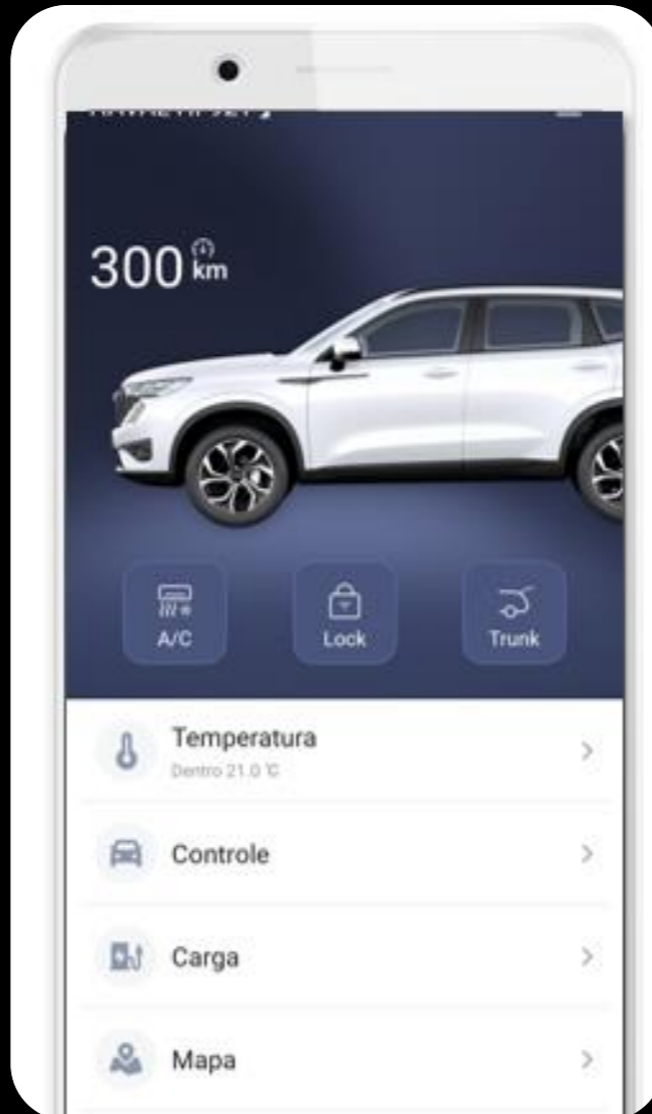 300 km
A/C
Lock
Trunk
Temperatura
Dentro 21.0 °C
Controle
Carga
Mapa